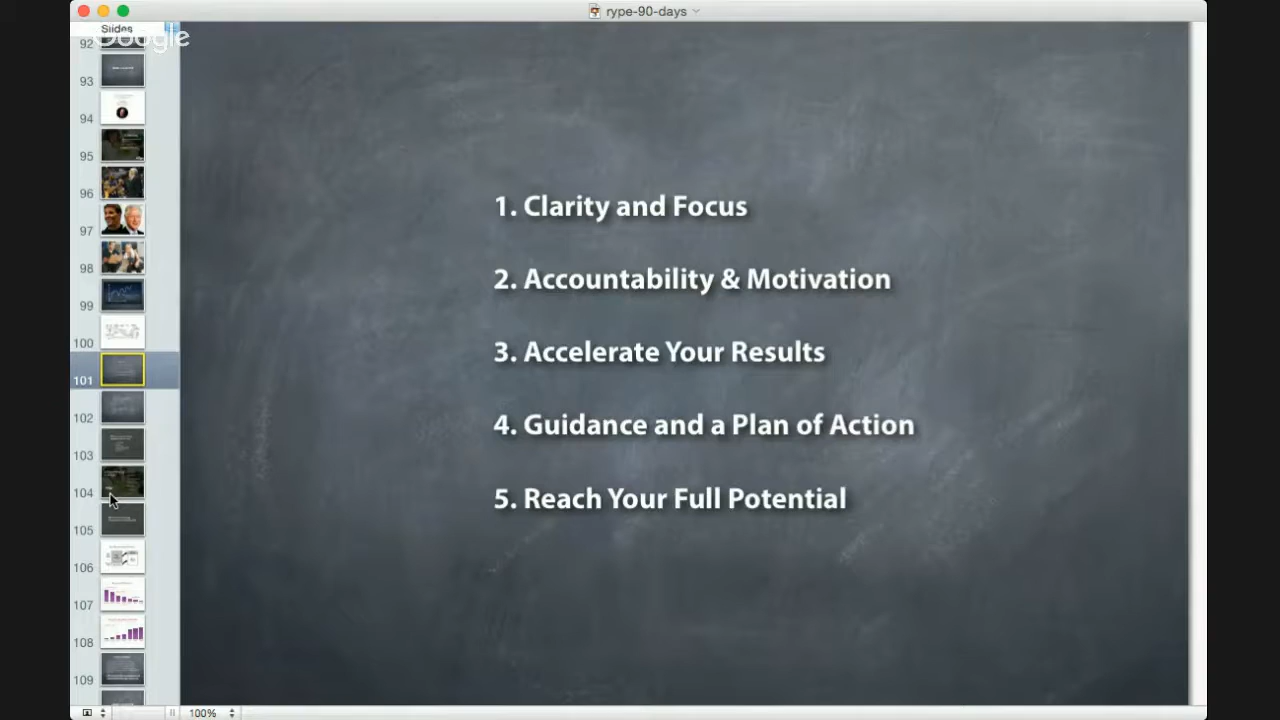 rype-90-days
Slides
Google
92
93
94
95
96
97
98
99
100
101
102
103
104
105
106
107
108
109
1. Clarity and Focus
2. Accountability & Motivation
3. Accelerate Your Results
4. Guidance and a Plan of Action
5. Reach Your Full Potential
100%